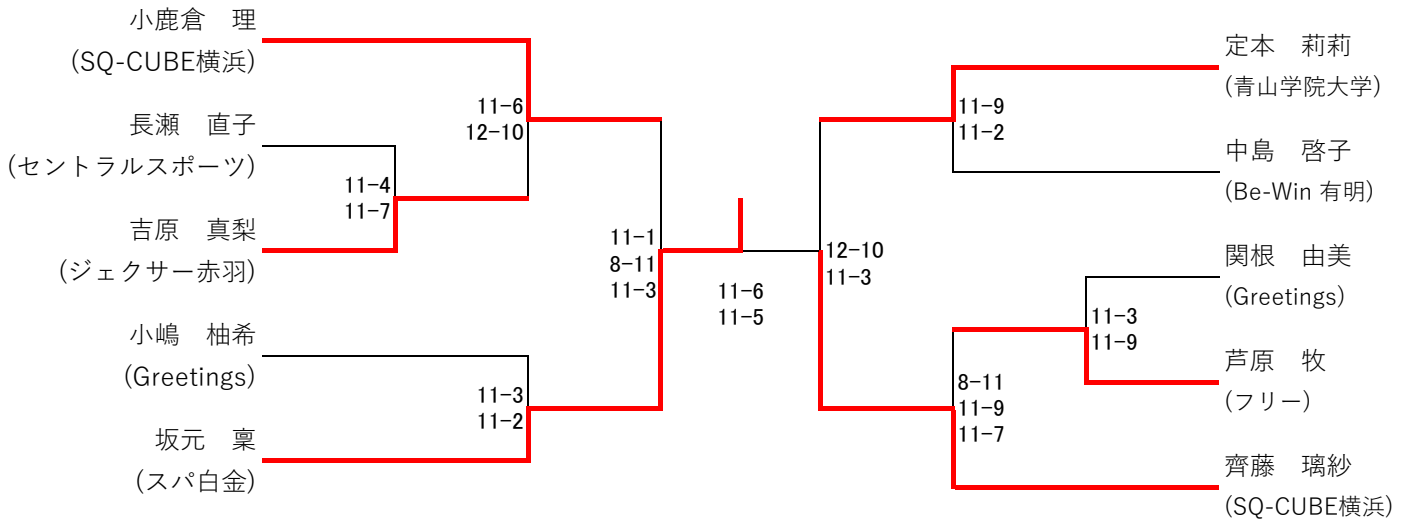 小鹿倉　理
(SQ-CUBE横浜)
長瀬　直子
(セントラルスポーツ)
吉原　真梨
(ジェクサー赤羽)
小嶋　柚希
(Greetings)
坂元　稟
(スパ白金)
11-6
12-10
11-4
11-7
11-3
11-2
11-1
8-11
11-3
11-6
11-5
12-10
11-3
11-9
11-2
11-3
11-9
8-11
11-9
11-7
定本　莉莉
(青山学院大学)
中島　啓子
(Be-Win 有明)
関根　由美
(Greetings)
芦原　牧
(フリー)
齊藤　璃紗
(SQ-CUBE横浜)